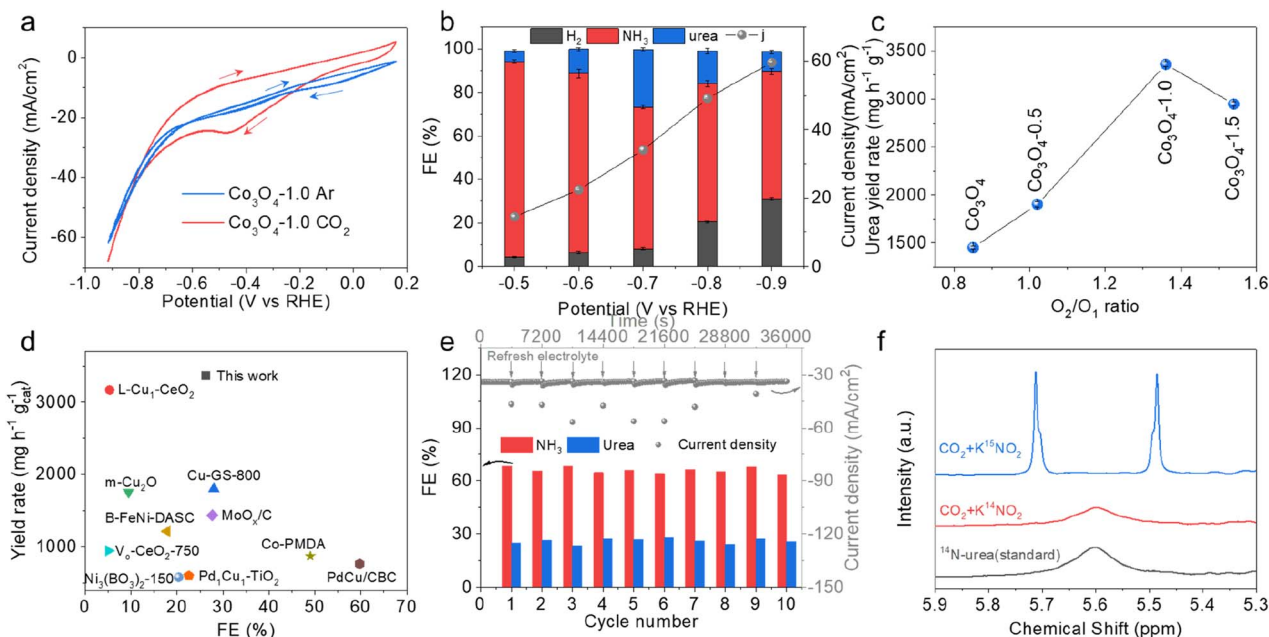 a
Current density (mA/cm²)
0
-20
-40
-60
Co₃O₄-1.0 Ar
Co₃O₄-1.0 CO₂
-1.0 -0.8 -0.6 -0.4 -0.2 0.0 0.2
Potential (V vs RHE)
b
H₂ NH₃ urea j
FE (%)
100
80
60
40
20
0
-0.5 -0.6 -0.7 -0.8 -0.9
Potential (V vs RHE)
60
50
40
30
20
10
0
Current density(mA/cm²)
c
Urea yield rate (mg h⁻¹ g⁻¹)
3500
3000
2500
2000
1500
Co₃O₄
Co₃O₄-0.5
Co₃O₄-1.0
Co₃O₄-1.5
0.8 1.0 1.2 1.4 1.6
O₂/O₁ ratio
d
Yield rate (mg h⁻¹ g⁻¹cat)
3000
2000
1000
This work
L-Cu₁-CeO₂
Cu-GS-800
m-Cu₂O
MoOₓ/C
B-FeNi-DASC
Co-PMDA
Vₒ-CeO₂-750
PdCu/CBC
Ni₃(BO₃)₂-150
Pd₁Cu₁-TiO₂
0 10 20 30 40 50 60 70
FE (%)
e
Time (s)
0 7200 14400 21600 28800 36000
Refresh electrolyte
FE (%)
120
90
75
60
30
0
NH₃ Urea Current density
0 1 2 3 4 5 6 7 8 9 10
Cycle number
-30
-60
-90
-120
-150
Current density (mA/cm²)
f
Intensity (a.u.)
CO₂+K¹⁵NO₂
CO₂+K¹⁴NO₂
¹⁴N-urea(standard)
5.9 5.8 5.7 5.6 5.5 5.4 5.3
Chemical Shift (ppm)